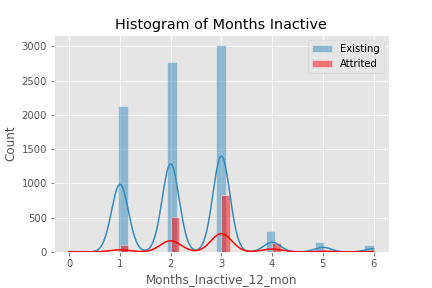 Histogram of Months Inactive
Existing
Attrited
3000
2500
2000
1500
1000
500
0
Count
0 1 2 3 4 5 6
Months_Inactive_12_mon